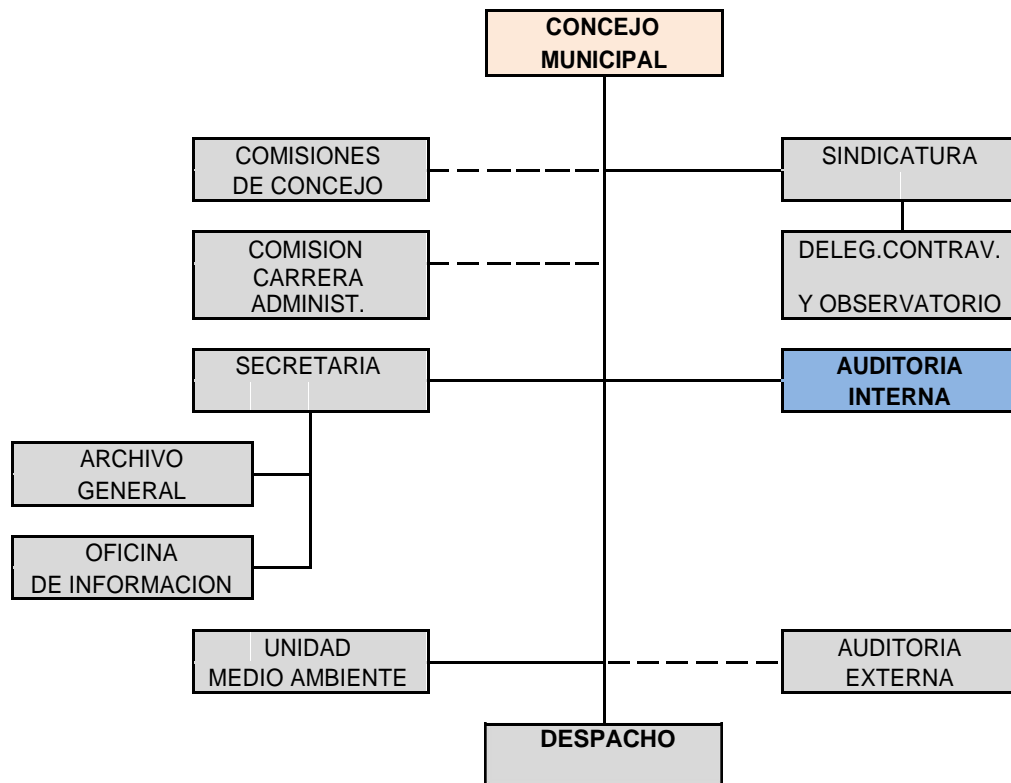 CONCEJO
MUNICIPAL
COMISIONES
DE CONCEJO
SINDICATURA
COMISION
CARRERA
ADMINIST.
DELEG.CONTRAV.
Y OBSERVATORIO
SECRETARIA
AUDITORIA
INTERNA
ARCHIVO
GENERAL
OFICINA
DE INFORMACION
UNIDAD
MEDIO AMBIENTE
AUDITORIA
EXTERNA
DESPACHO